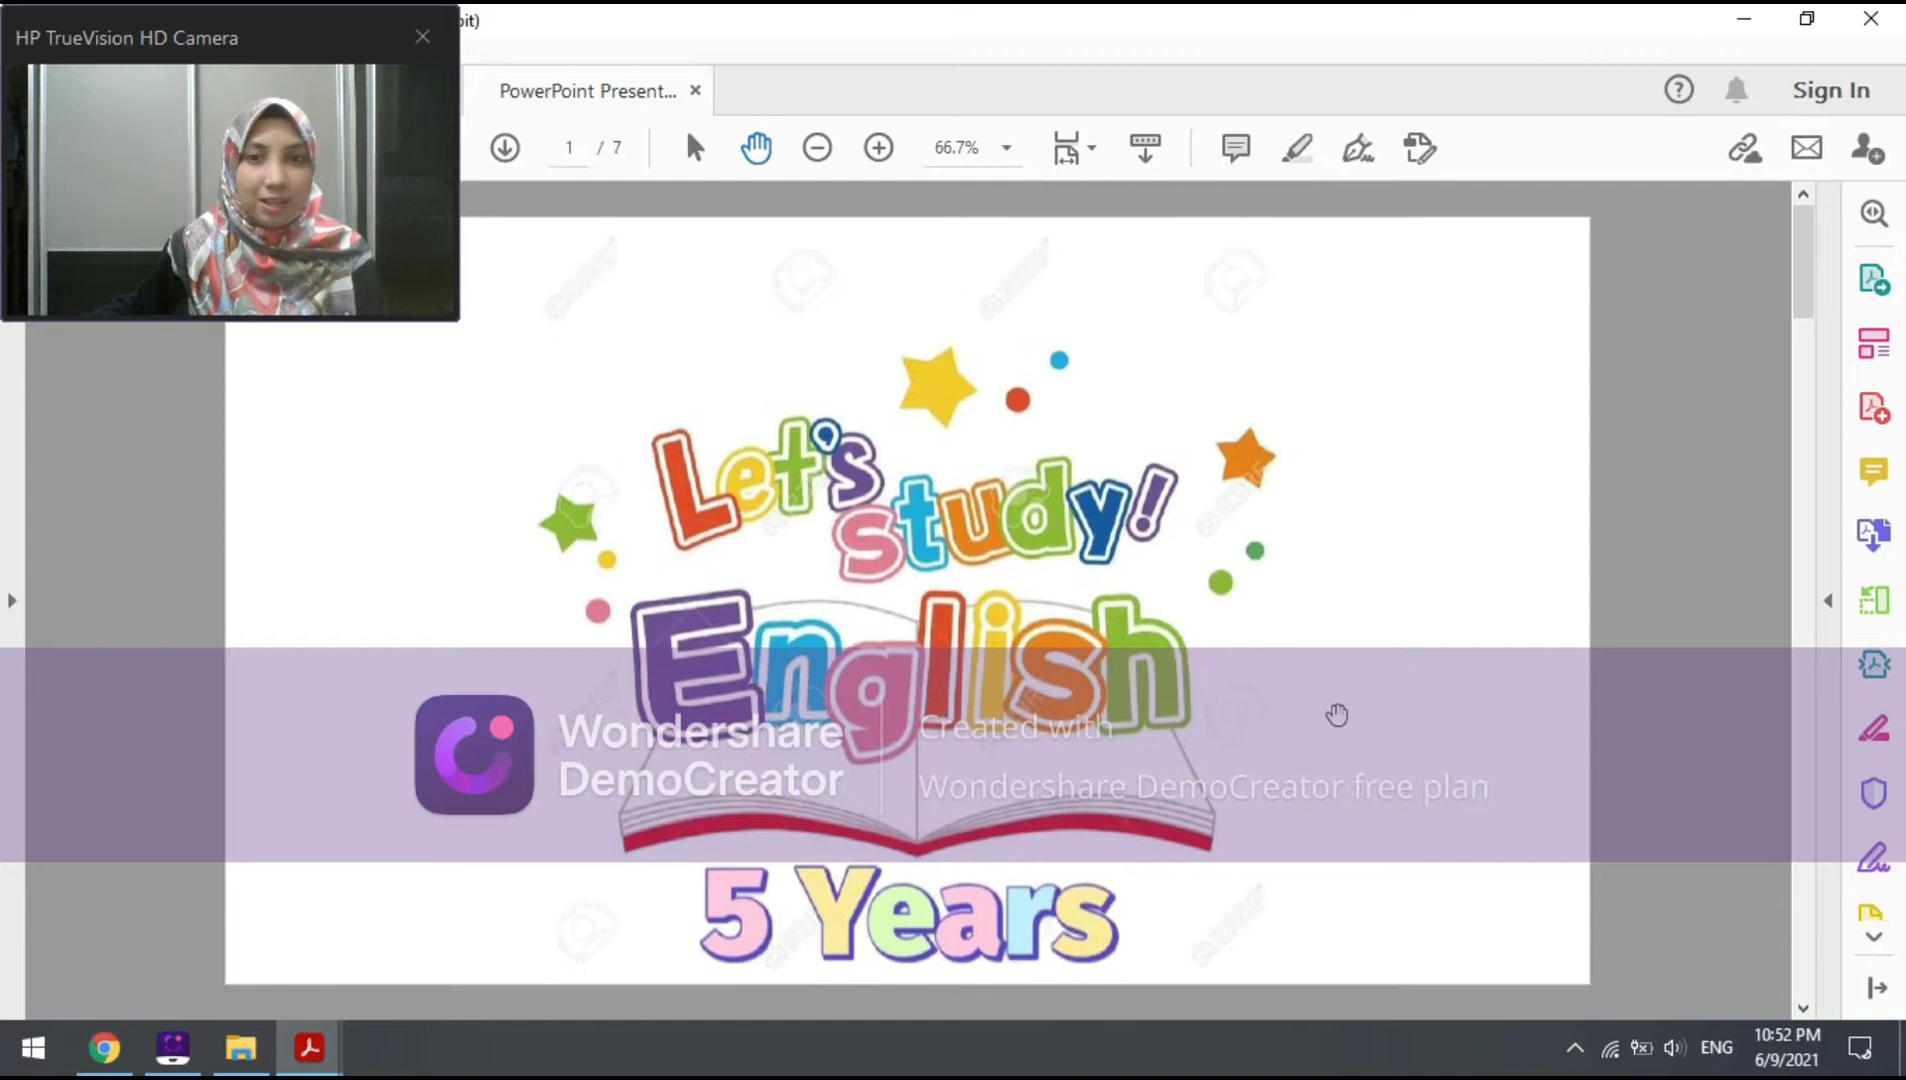 HP TrueVision HD Camera
bit)
PowerPoint Present...
Sign In
1 / 7
66.7%
Let's
study!
English
Wondershare
DemoCreator
Created with
Wondershare DemoCreator free plan
5 Years
ENG
10:52 PM
6/9/2021